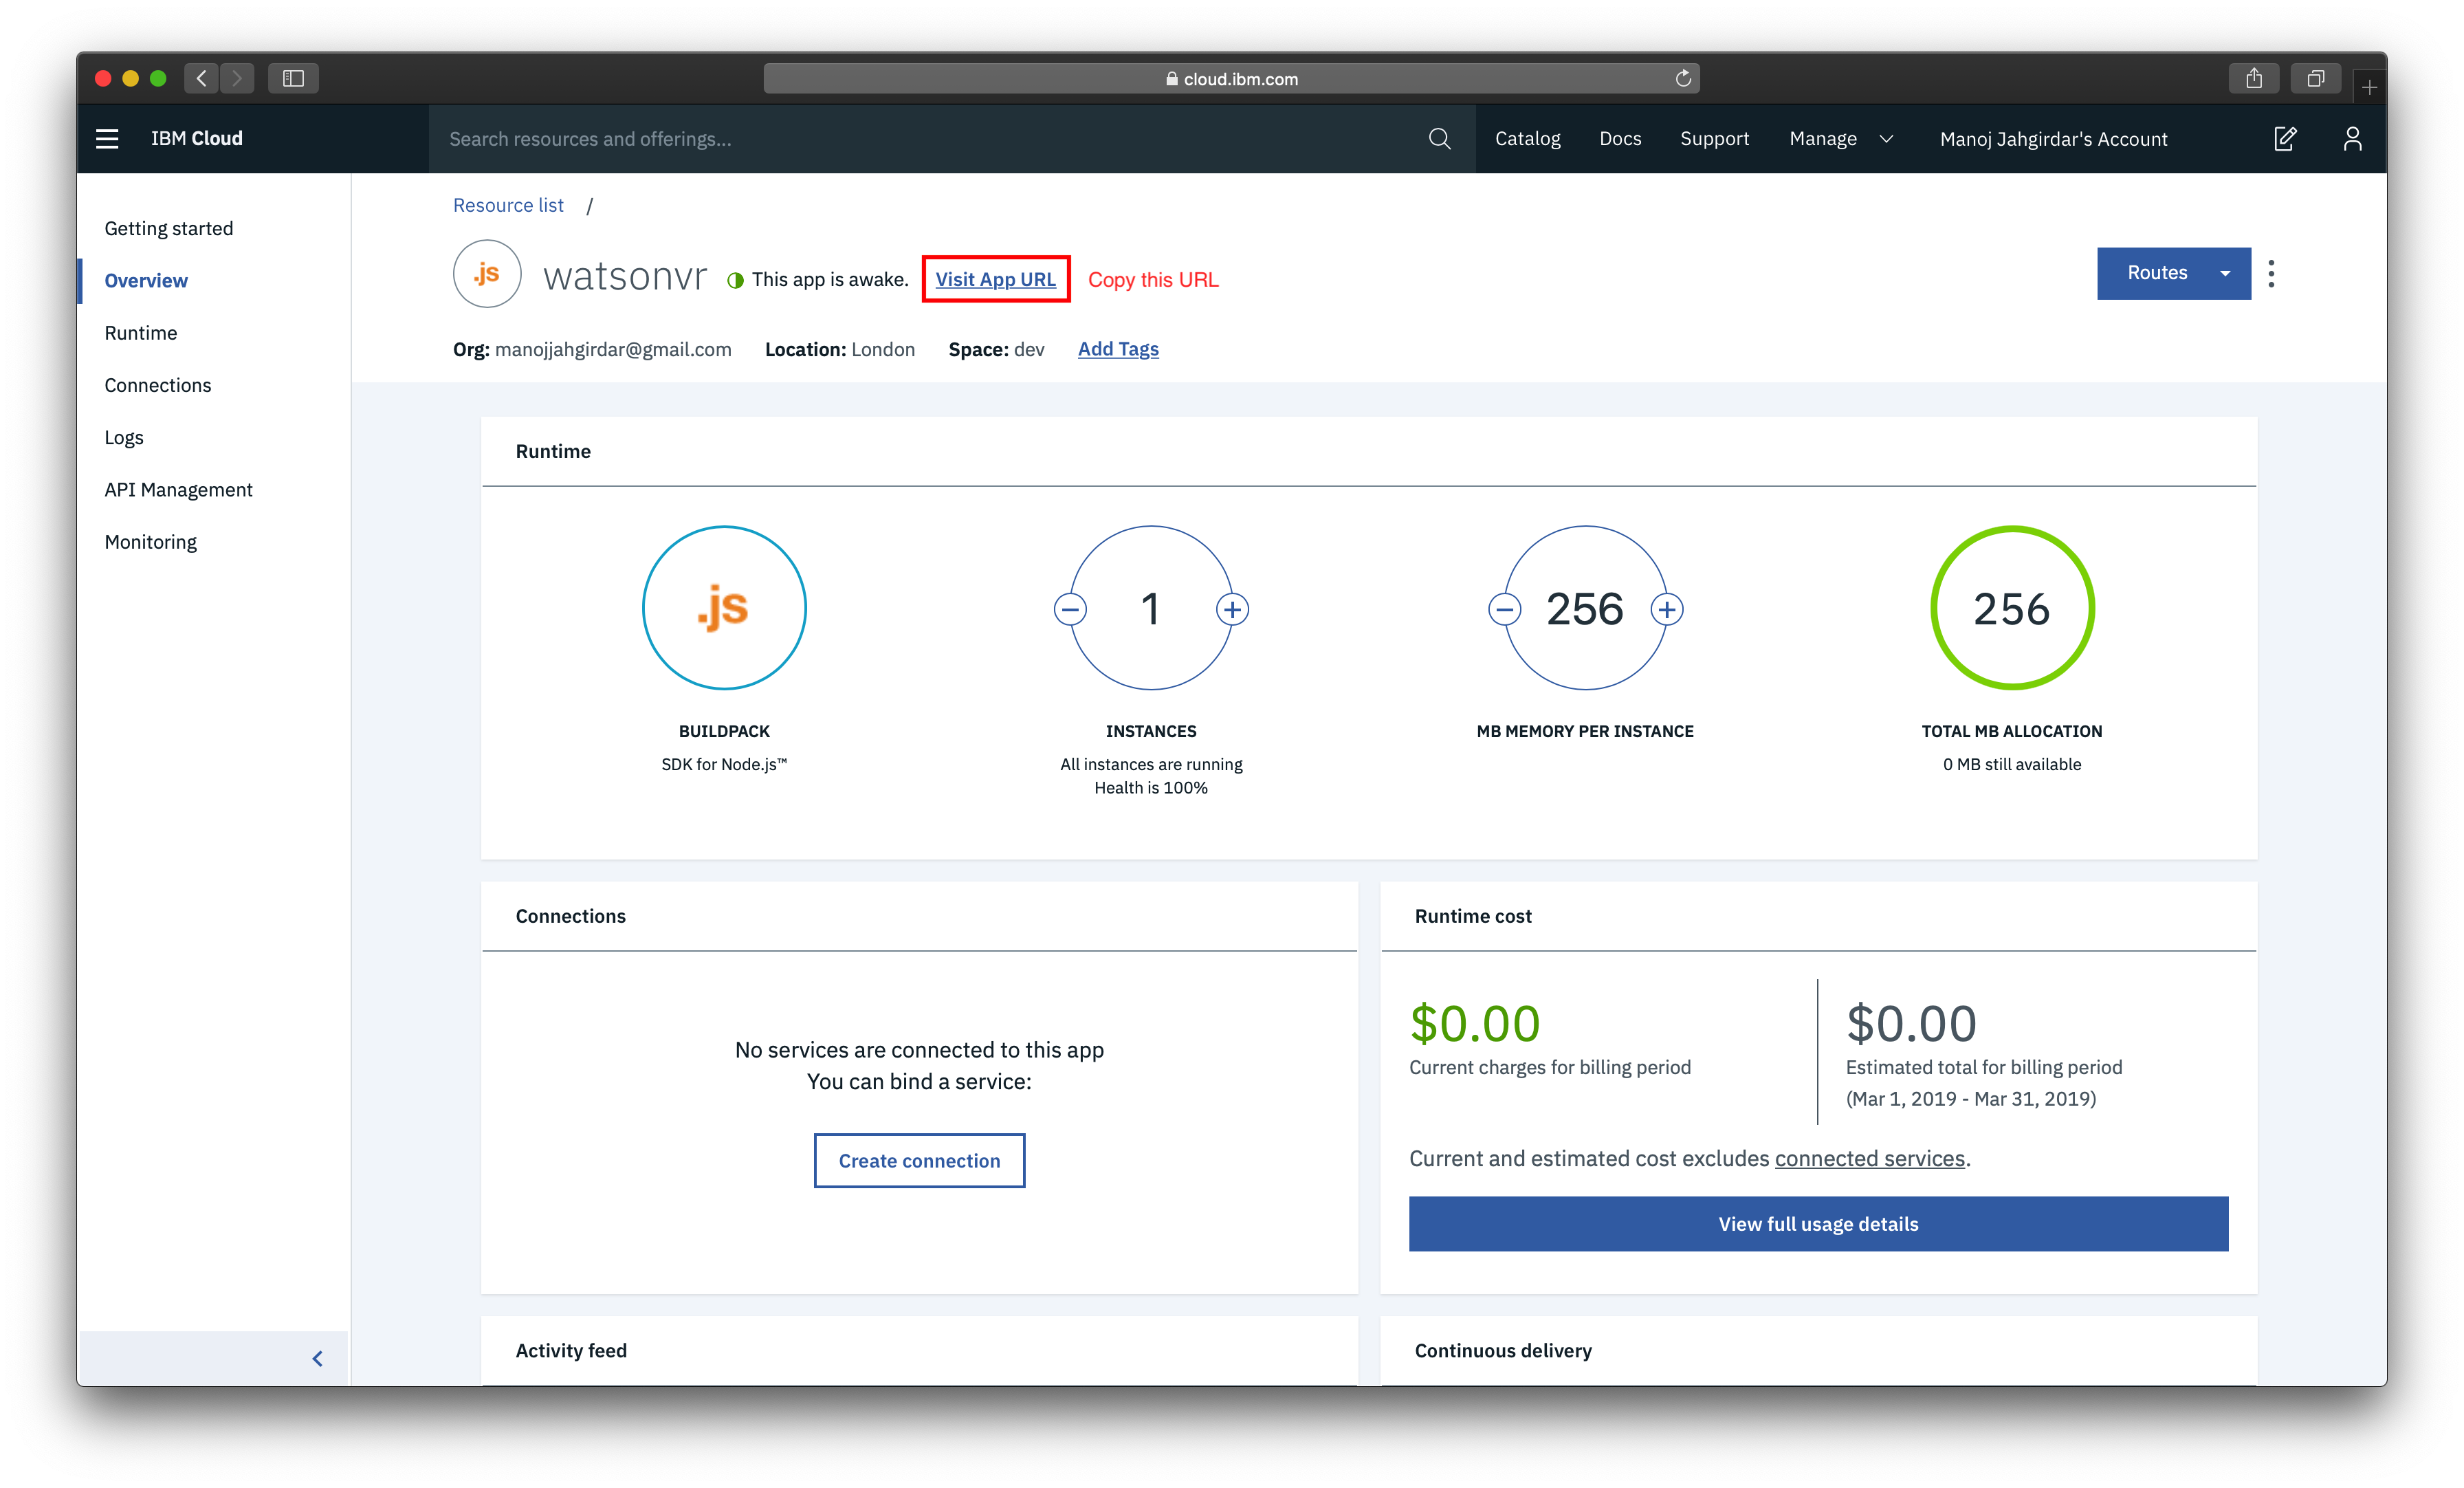 cloud.ibm.com
IBM Cloud
Search resources and offerings...
Catalog Docs Support Manage Manoj Jahgirdar's Account
Getting started
Overview
Runtime
Connections
Logs
API Management
Monitoring
Resource list /
.js watsonvr This app is awake. Visit App URL Copy this URL
Routes
Org: manojjahgirdar@gmail.com Location: London Space: dev Add Tags
Runtime
.js
1
256
256
BUILDPACK
SDK for Node.js™
INSTANCES
All instances are running
Health is 100%
MB MEMORY PER INSTANCE
TOTAL MB ALLOCATION
0 MB still available
Connections
No services are connected to this app
You can bind a service:
Create connection
Runtime cost
$0.00
Current charges for billing period
$0.00
Estimated total for billing period
(Mar 1, 2019 - Mar 31, 2019)
Current and estimated cost excludes connected services.
View full usage details
Activity feed
Continuous delivery